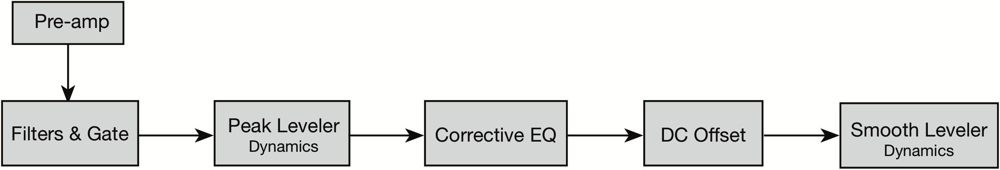 Pre-amp
Filters & Gate
Peak Leveler
Dynamics
Corrective EQ
DC Offset
Smooth Leveler
Dynamics